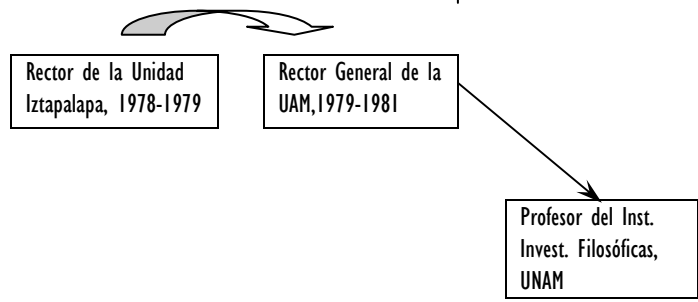 Rector de la Unidad
Iztapalapa, 1978-1979
Rector General de la
UAM,1979-1981
Profesor del Inst.
Invest. Filosóficas,
UNAM